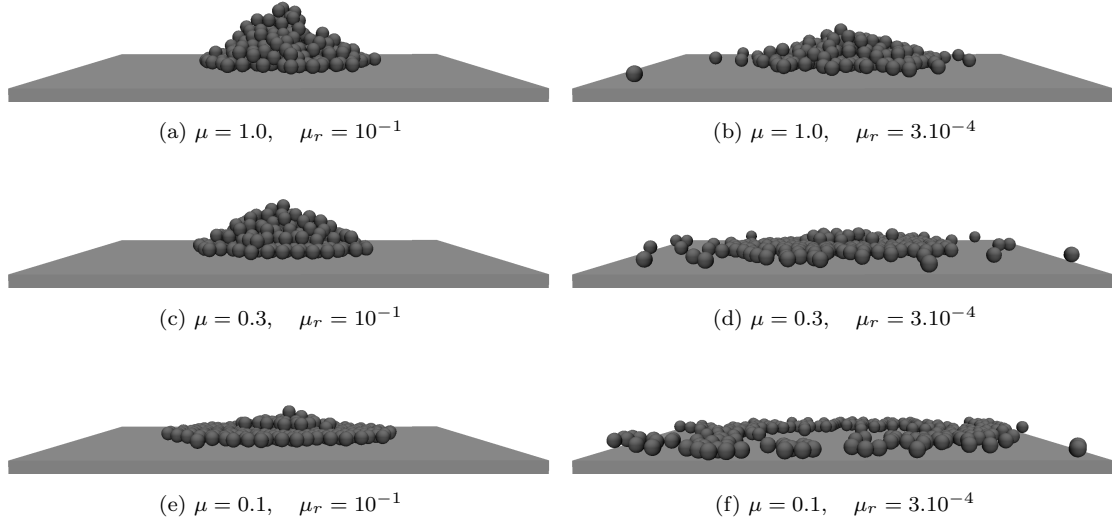 (a) μ = 1.0, μᵣ = 10⁻¹
(b) μ = 1.0, μᵣ = 3.10⁻⁴
(c) μ = 0.3, μᵣ = 10⁻¹
(d) μ = 0.3, μᵣ = 3.10⁻⁴
(e) μ = 0.1, μᵣ = 10⁻¹
(f) μ = 0.1, μᵣ = 3.10⁻⁴